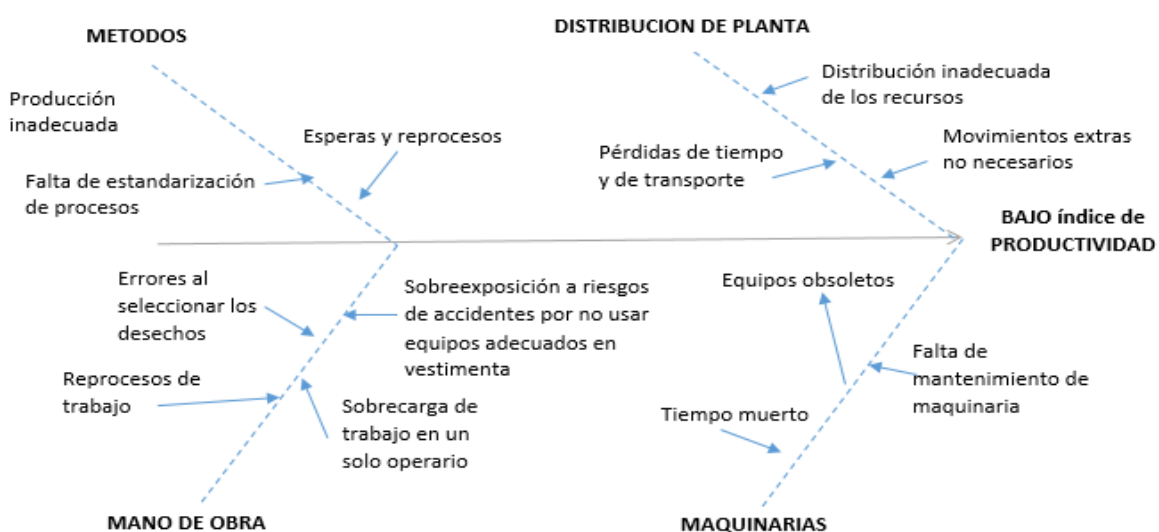 METODOS
DISTRIBUCION DE PLANTA
Producción
inadecuada
Esperas y reprocesos
Falta de estandarización
de procesos
Distribución inadecuada
de los recursos
Pérdidas de tiempo
y de transporte
Movimientos extras
no necesarios
BAJO índice de
PRODUCTIVIDAD
Errores al
seleccionar los
desechos
Sobreexposición a riesgos
de accidentes por no usar
equipos adecuados en
vestimenta
Reprocesos de
trabajo
Sobrecarga de
trabajo en un
solo operario
Equipos obsoletos
Falta de
mantenimiento de
maquinaria
Tiempo muerto
MANO DE OBRA
MAQUINARIAS